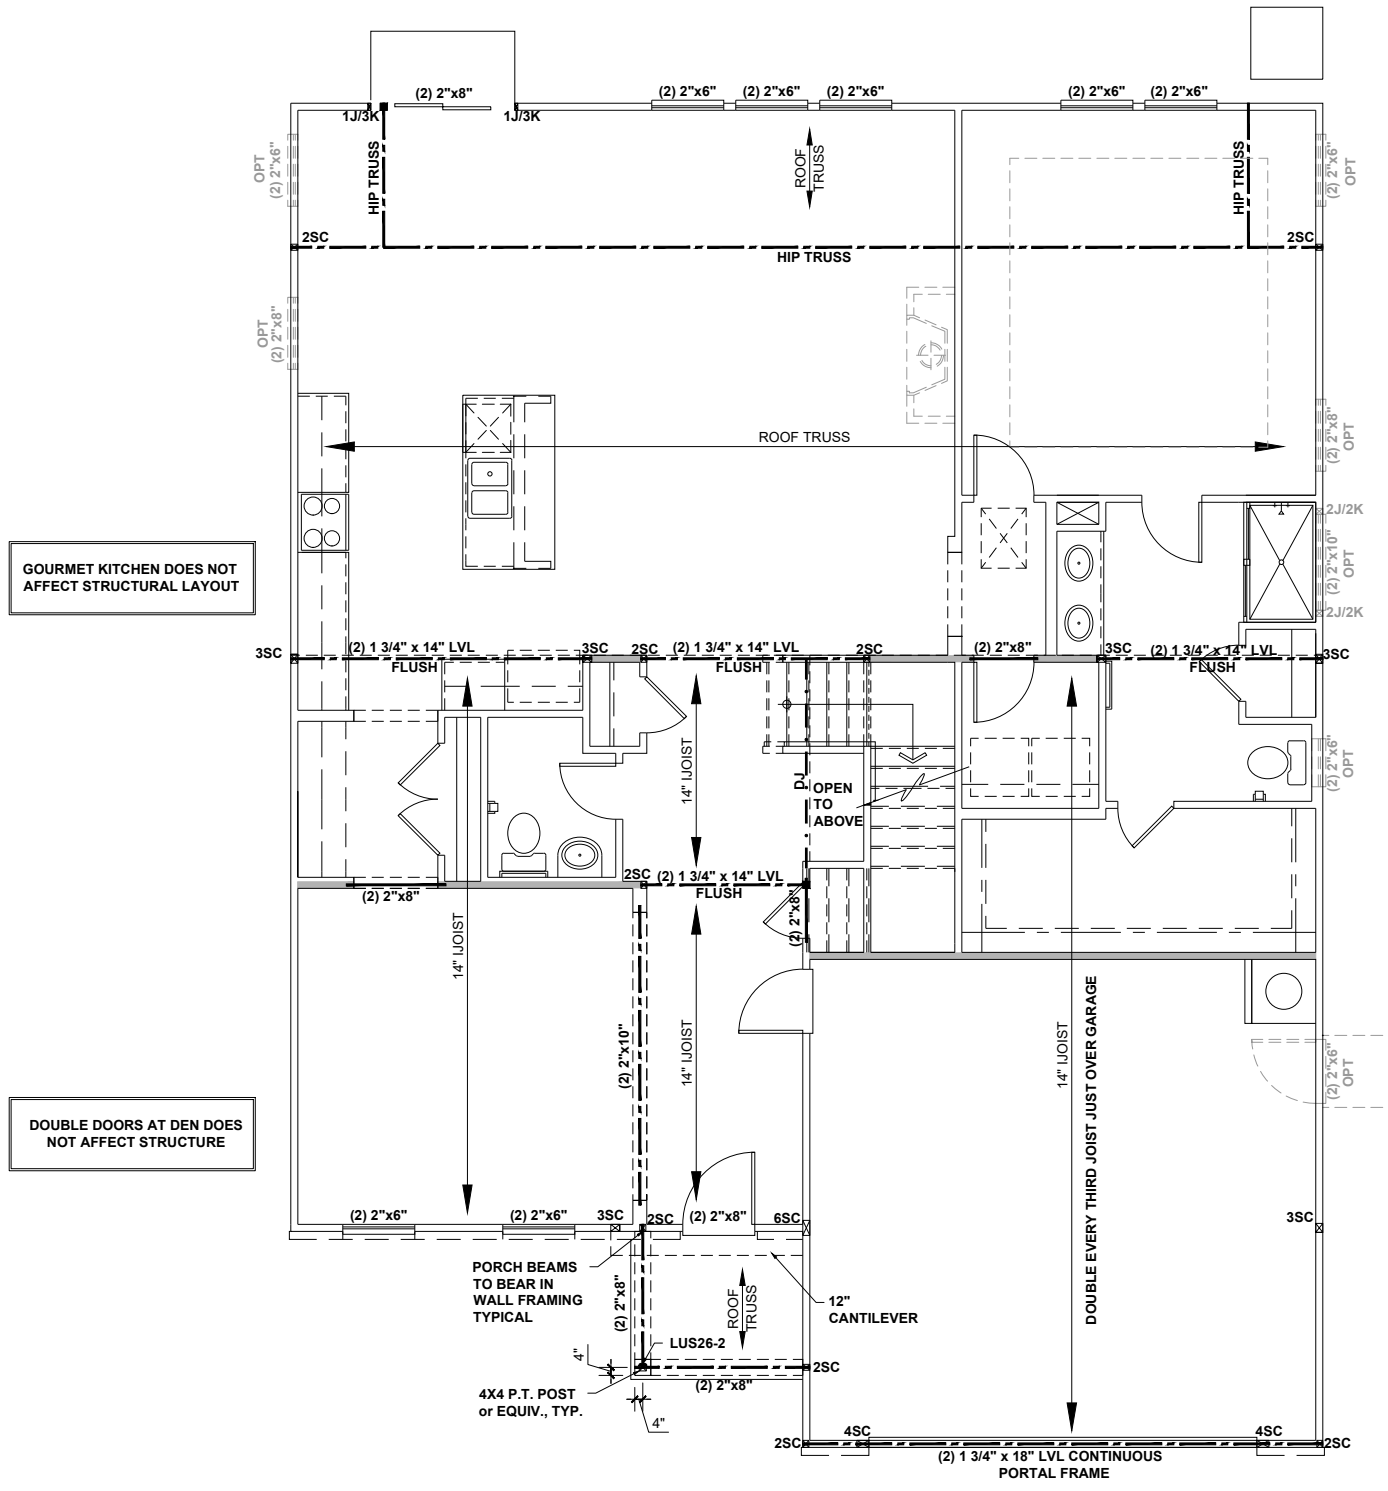 (2) 2"x8"
(2) 2"x6"
(2) 2"x6"
(2) 2"x6"
(2) 2"x6"
(2) 2"x6"
1J/3K
1J/3K
HIP TRUSS
ROOF
TRUSS
HIP TRUSS
OPT
(2) 2"x6"
(2) 2"x6"
OPT
2SC
2SC
HIP TRUSS
OPT
(2) 2"x8"
ROOF TRUSS
(2) 2"x8"
OPT
2J/2K
(2) 2"x10"
OPT
2J/2K
GOURMET KITCHEN DOES NOT
AFFECT STRUCTURAL LAYOUT
3SC
(2) 1 3/4" x 14" LVL
FLUSH
3SC
2SC
(2) 1 3/4" x 14" LVL
FLUSH
2SC
(2) 2"x8"
3SC
(2) 1 3/4" x 14" LVL
FLUSH
3SC
14" IJOIST
DJ
OPEN
TO
ABOVE
(2) 2"x6"
OPT
(2) 2"x8"
2SC
(2) 1 3/4" x 14" LVL
FLUSH
(2) 2"x8"
14" IJOIST
(2) 2"x10"
14" IJOIST
14" IJOIST
DOUBLE EVERY THIRD JOIST JUST OVER GARAGE
(2) 2"x6"
OPT
DOUBLE DOORS AT DEN DOES
NOT AFFECT STRUCTURE
(2) 2"x6"
(2) 2"x6"
3SC
2SC
(2) 2"x8"
6SC
3SC
PORCH BEAMS
TO BEAR IN
WALL FRAMING
TYPICAL
(2) 2"x8"
ROOF
TRUSS
12"
CANTILEVER
LUS26-2
4"
2SC
(2) 2"x8"
4X4 P.T. POST
or EQUIV., TYP.
4"
2SC
4SC
4SC
2SC
(2) 1 3/4" x 18" LVL CONTINUOUS
PORTAL FRAME